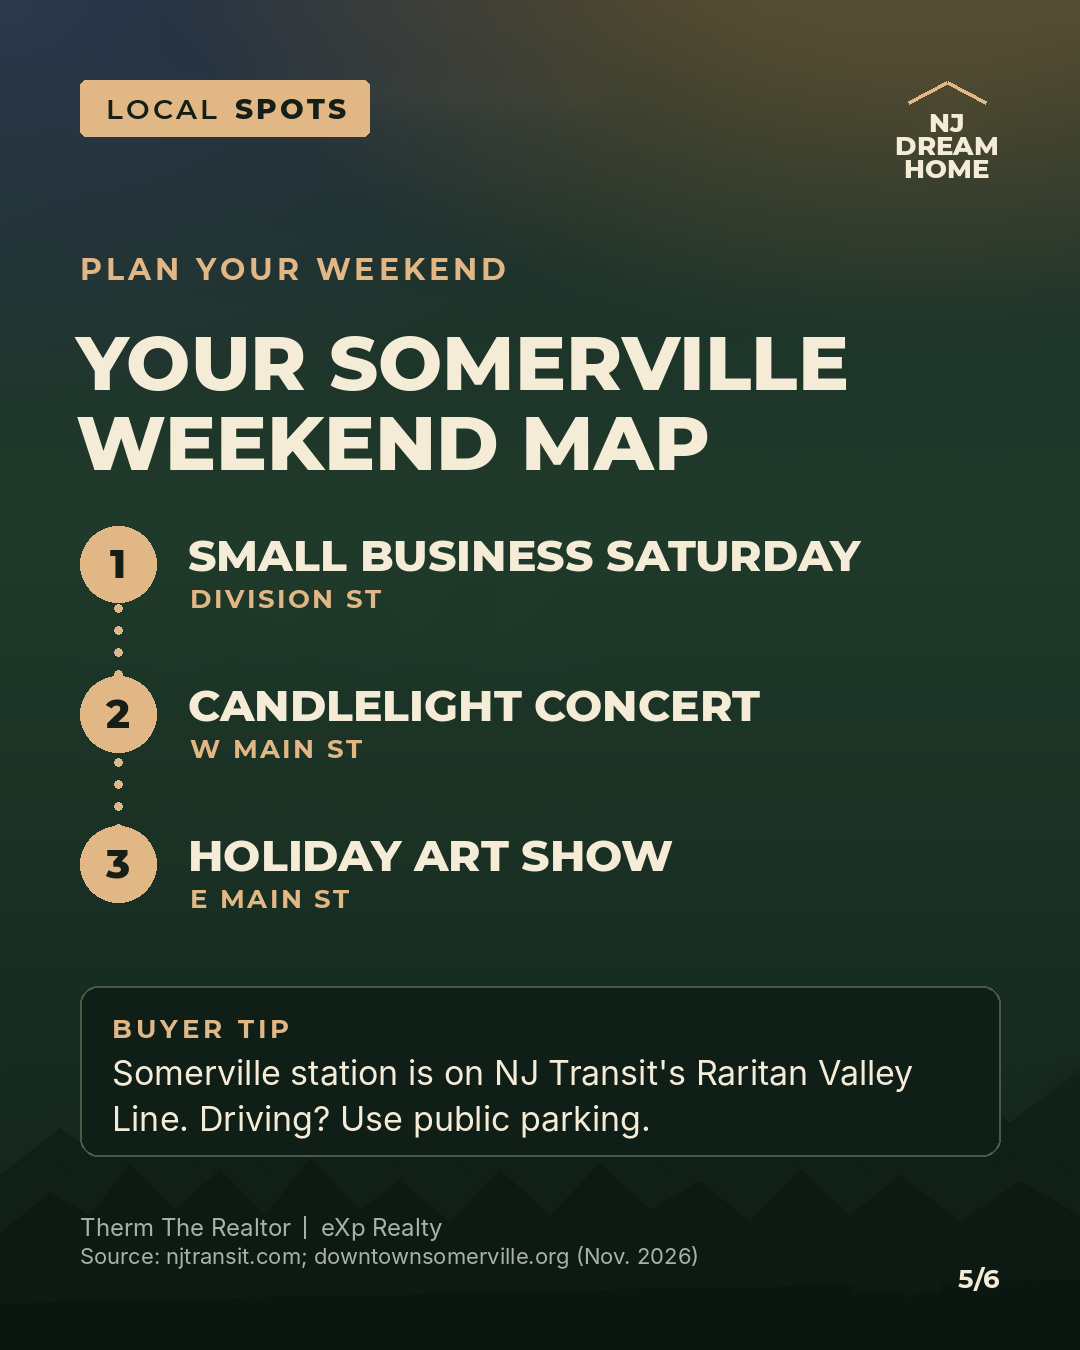 LOCAL SPOTS
NJ
DREAM
HOME
PLAN YOUR WEEKEND
YOUR SOMERVILLE
WEEKEND MAP
1
SMALL BUSINESS SATURDAY
DIVISION ST
2
CANDLELIGHT CONCERT
W MAIN ST
3
HOLIDAY ART SHOW
E MAIN ST
BUYER TIP
Somerville station is on NJ Transit's Raritan Valley
Line. Driving? Use public parking.
Therm The Realtor | eXp Realty
Source: njtransit.com; downtownsomerville.org (Nov. 2026)
5/6